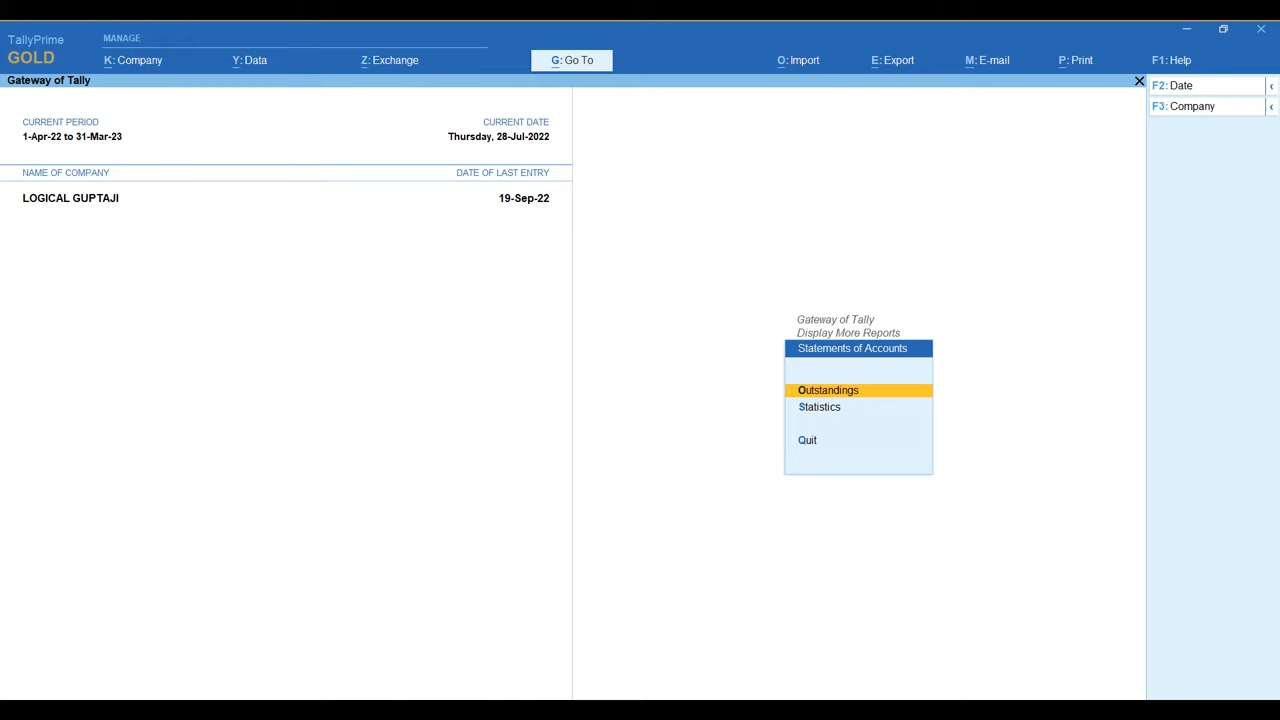 TallyPrime
GOLD
MANAGE
K: Company
Y: Data
Z: Exchange
G: Go To
O: Import
E: Export
M: E-mail
P: Print
F1: Help
Gateway of Tally
F2: Date
F3: Company
CURRENT PERIOD
CURRENT DATE
1-Apr-22 to 31-Mar-23
Thursday, 28-Jul-2022
NAME OF COMPANY
DATE OF LAST ENTRY
LOGICAL GUPTAJI
19-Sep-22
Gateway of Tally
Display More Reports
Statements of Accounts
Outstandings
Statistics
Quit